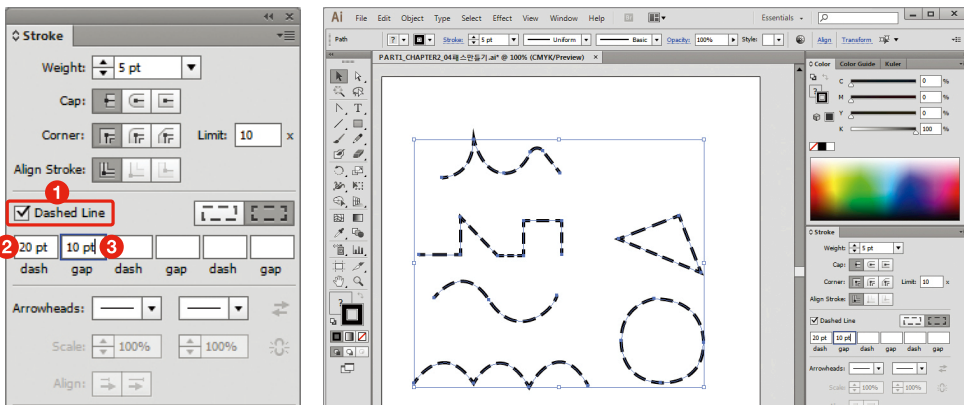 Stroke
Weight: 5 pt
Cap:
Corner: Limit: 10 x
Align Stroke:
1
Dashed Line
2 20 pt 10 pt 3
dash gap dash gap dash gap
Arrowheads:
Scale: 100% 100%
Align:
Ai File Edit Object Type Select Effect View Window Help Essentials
Path ? Stroke: 5 pt Uniform Basic Opacity: 100% Style: Align Transform
PART1_CHAPTER2_04패스만들기.ai* @ 100% (CMYK/Preview) ×
Color Color Guide Kuler
C 0 %
M 0 %
Y 0 %
K 100 %
?
?
Stroke
Weight: 5 pt
Cap:
Corner: Limit: 10 x
Align Stroke:
Dashed Line
20 pt 10 pt
dash gap dash gap dash gap
Arrowheads:
Scale: 100% 100%